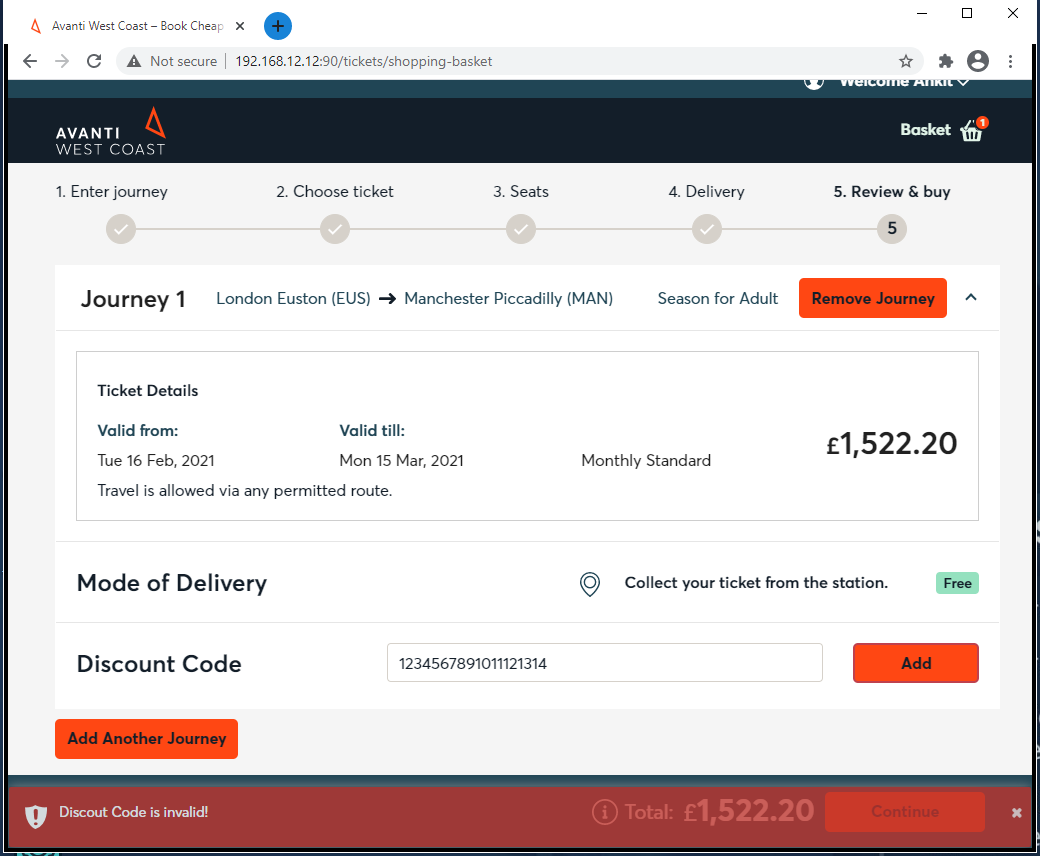 Avanti West Coast – Book Cheap
Not secure
192.168.12.12:90/tickets/shopping-basket
Welcome Ankit
AVANTI
WEST COAST
Basket 1
1. Enter journey
2. Choose ticket
3. Seats
4. Delivery
5. Review & buy
5
Journey 1
London Euston (EUS)
Manchester Piccadilly (MAN)
Season for Adult
Remove Journey
Ticket Details
Valid from:
Valid till:
Tue 16 Feb, 2021
Mon 15 Mar, 2021
Monthly Standard
£1,522.20
Travel is allowed via any permitted route.
Mode of Delivery
Collect your ticket from the station.
Free
Discount Code
1234567891011121314
Add
Add Another Journey
Discout Code is invalid!
Total: £1,522.20
Continue